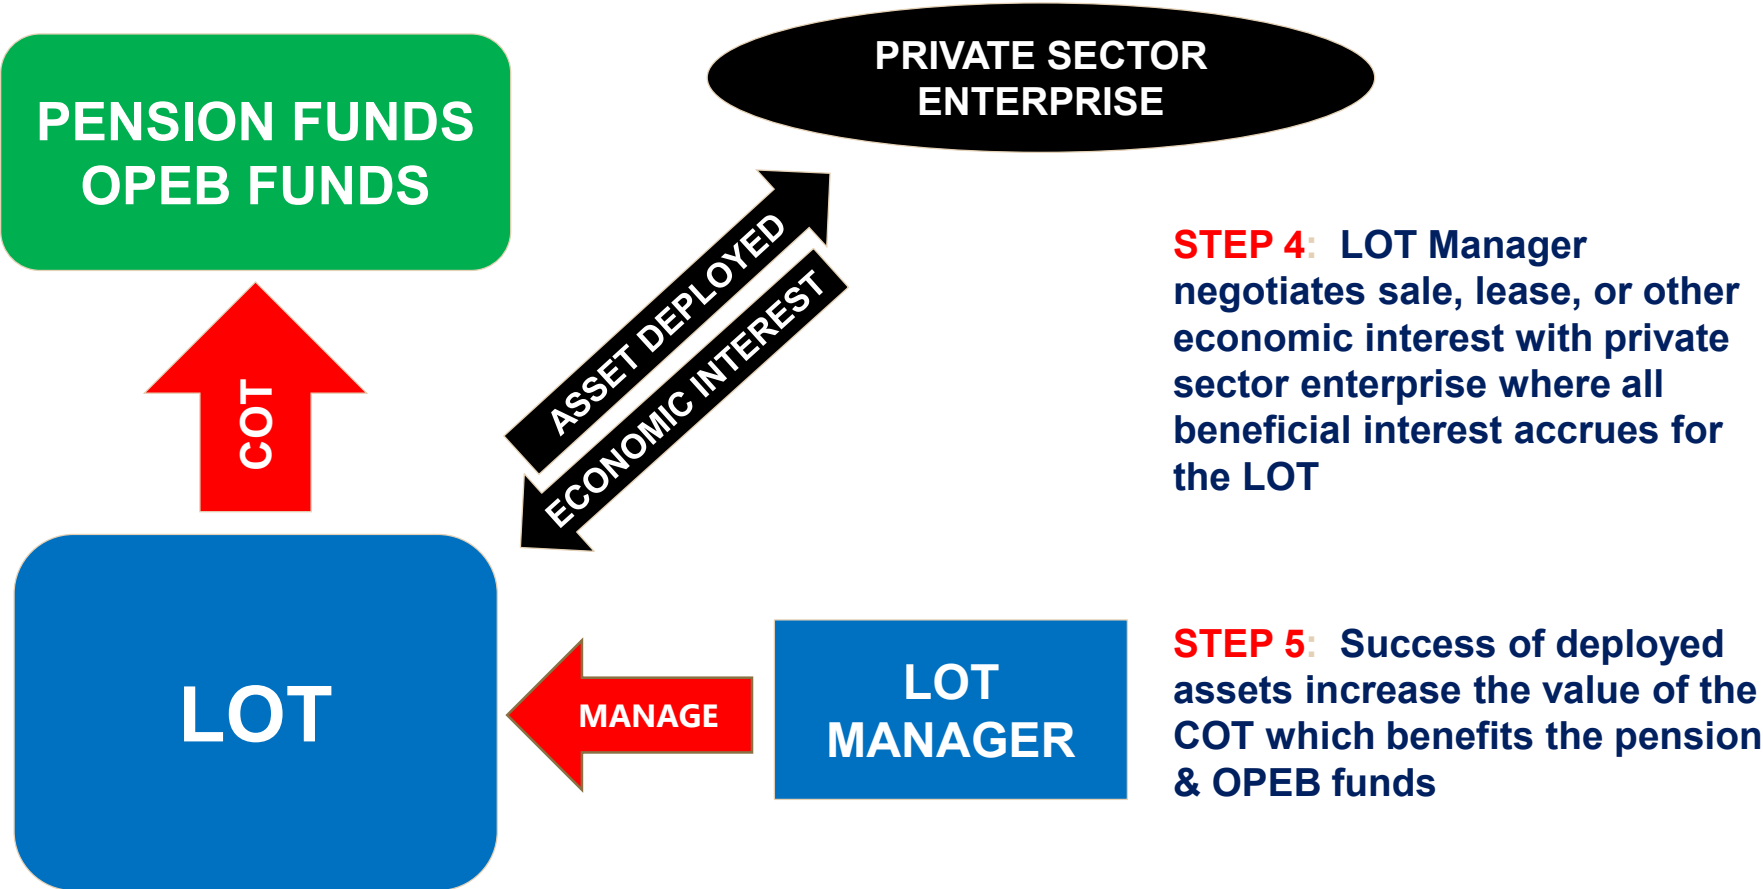 PENSION FUNDS
OPEB FUNDS
PRIVATE SECTOR
ENTERPRISE
ASSET DEPLOYED
ECONOMIC INTEREST
COT
STEP 4: LOT Manager
negotiates sale, lease, or other
economic interest with private
sector enterprise where all
beneficial interest accrues for
the LOT
LOT
MANAGE
LOT
MANAGER
STEP 5: Success of deployed
assets increase the value of the
COT which benefits the pension
& OPEB funds